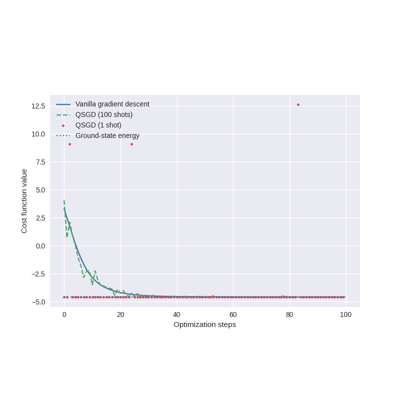 12.5
10.0
7.5
5.0
2.5
0.0
−2.5
−5.0
Cost function value
Vanilla gradient descent
QSGD (100 shots)
QSGD (1 shot)
Ground-state energy
0 20 40 60 80 100
Optimization steps